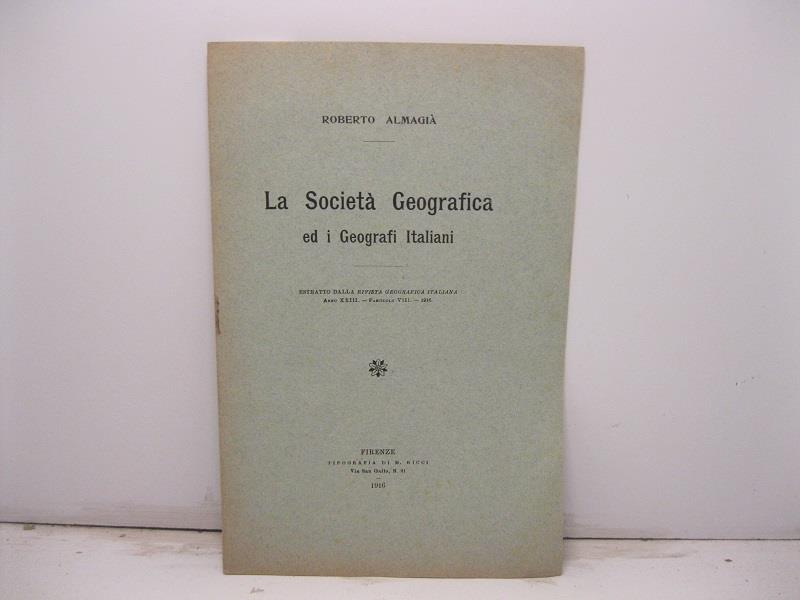 ROBERTO ALMAGIÀ
La Società Geografica
ed i Geografi Italiani
ESTRATTO DALLA RIVISTA GEOGRAFICA ITALIANA
ANNO XXIII. — FASCICOLO VIII. — 1916
FIRENZE
TIPOGRAFIA DI M. RICCI
Via San Gallo, N. 31
1916